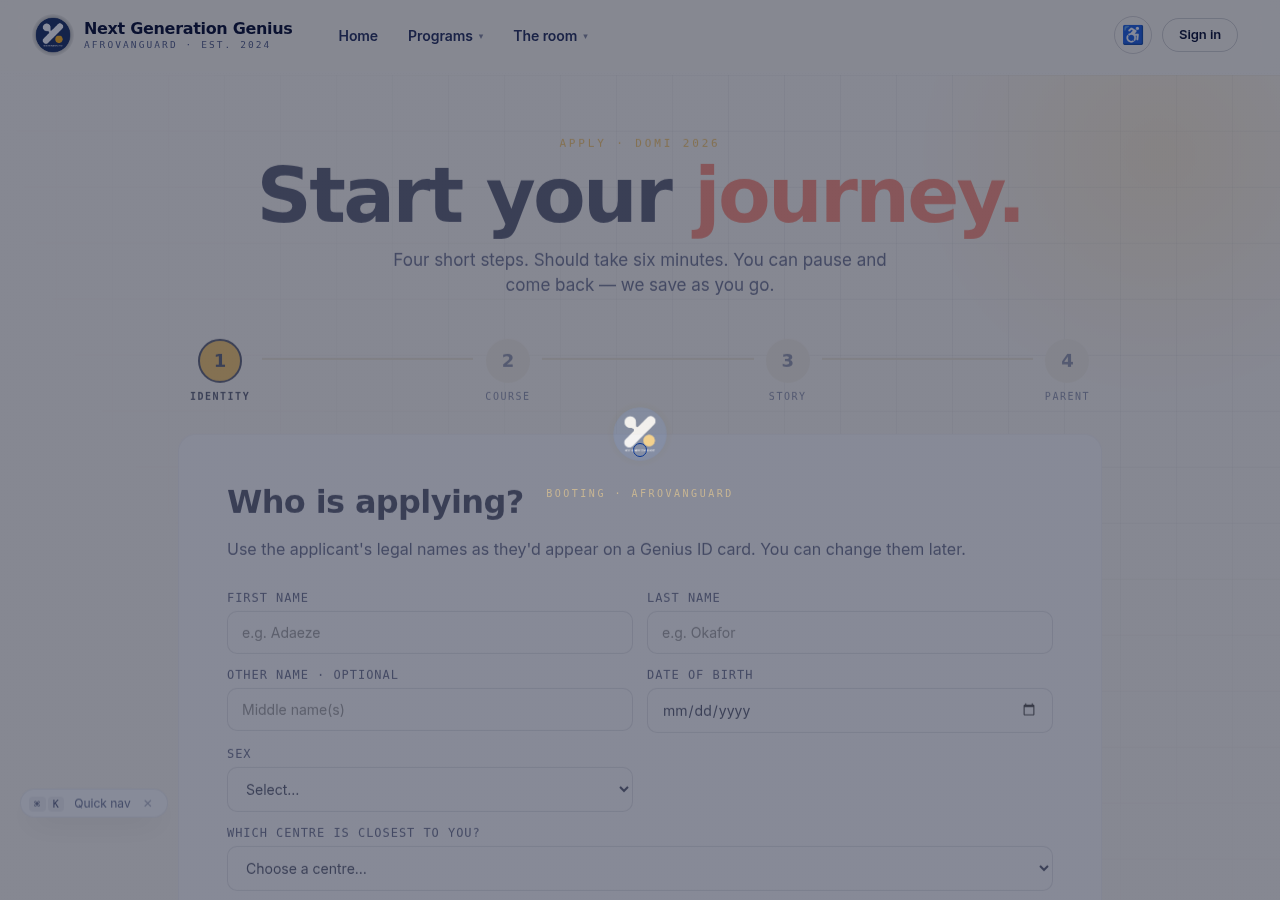 Next Generation Genius
AFROVANGUARD · EST. 2024
Home
Programs
The room
Sign in
APPLY · DOMI 2026
Start your journey.
Four short steps. Should take six minutes. You can pause and
come back — we save as you go.
1
2
3
4
IDENTITY
COURSE
STORY
PARENT
Who is applying?
BOOTING · AFROVANGUARD
Use the applicant's legal names as they'd appear on a Genius ID card. You can change them later.
FIRST NAME
LAST NAME
e.g. Adaeze
e.g. Okafor
OTHER NAME · OPTIONAL
DATE OF BIRTH
Middle name(s)
mm/dd/yyyy
SEX
Select...
⌘ K Quick nav ×
WHICH CENTRE IS CLOSEST TO YOU?
Choose a centre...